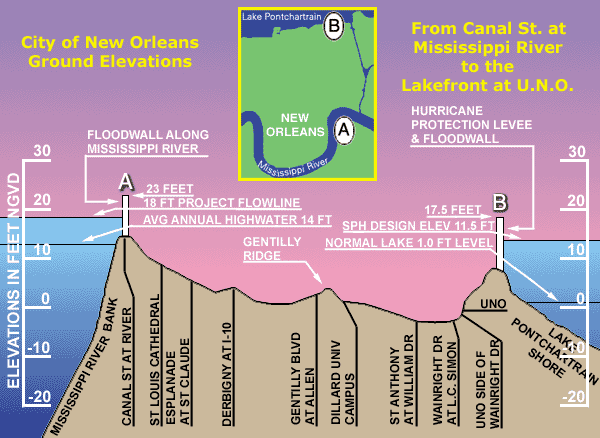 City of New Orleans
Ground Elevations
From Canal St. at
Mississippi River
to the
Lakefront at U.N.O.
Lake Pontchartrain
B
NEW
ORLEANS
A
Mississippi River
FLOODWALL ALONG
MISSISSIPPI RIVER
HURRICANE
PROTECTION LEVEE
& FLOODWALL
ELEVATIONS IN FEET NGVD
30
20
10
0
-10
-20
A
23 FEET
18 FT PROJECT FLOWLINE
AVG ANNUAL HIGHWATER 14 FT
GENTILLY
RIDGE
17.5 FEET
B
SPH DESIGN ELEV 11.5 FT
NORMAL LAKE 1.0 FT LEVEL
30
20
10
0
-10
-20
MISSISSIPPI RIVER BANK
CANAL ST AT RIVER
ST LOUIS CATHEDRAL
ESPLANADE
AT ST CLAUDE
DERBIGNY AT I-10
GENTILLY BLVD
AT ALLEN
DILLARD UNIV
CAMPUS
ST ANTHONY
AT WILLIAM DR
WAINRIGHT DR
AT L.C. SIMON
UNO SIDE OF
WAINRIGHT DR
UNO
LAKE
PONTCHARTRAIN
SHORE